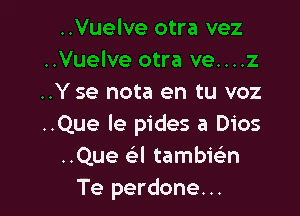 ..Vuelve otra vez
..Vuelve otra ve....z
..Y se nota en tu voz
..Que le pides a Dios
..Que él también
Te perdone...